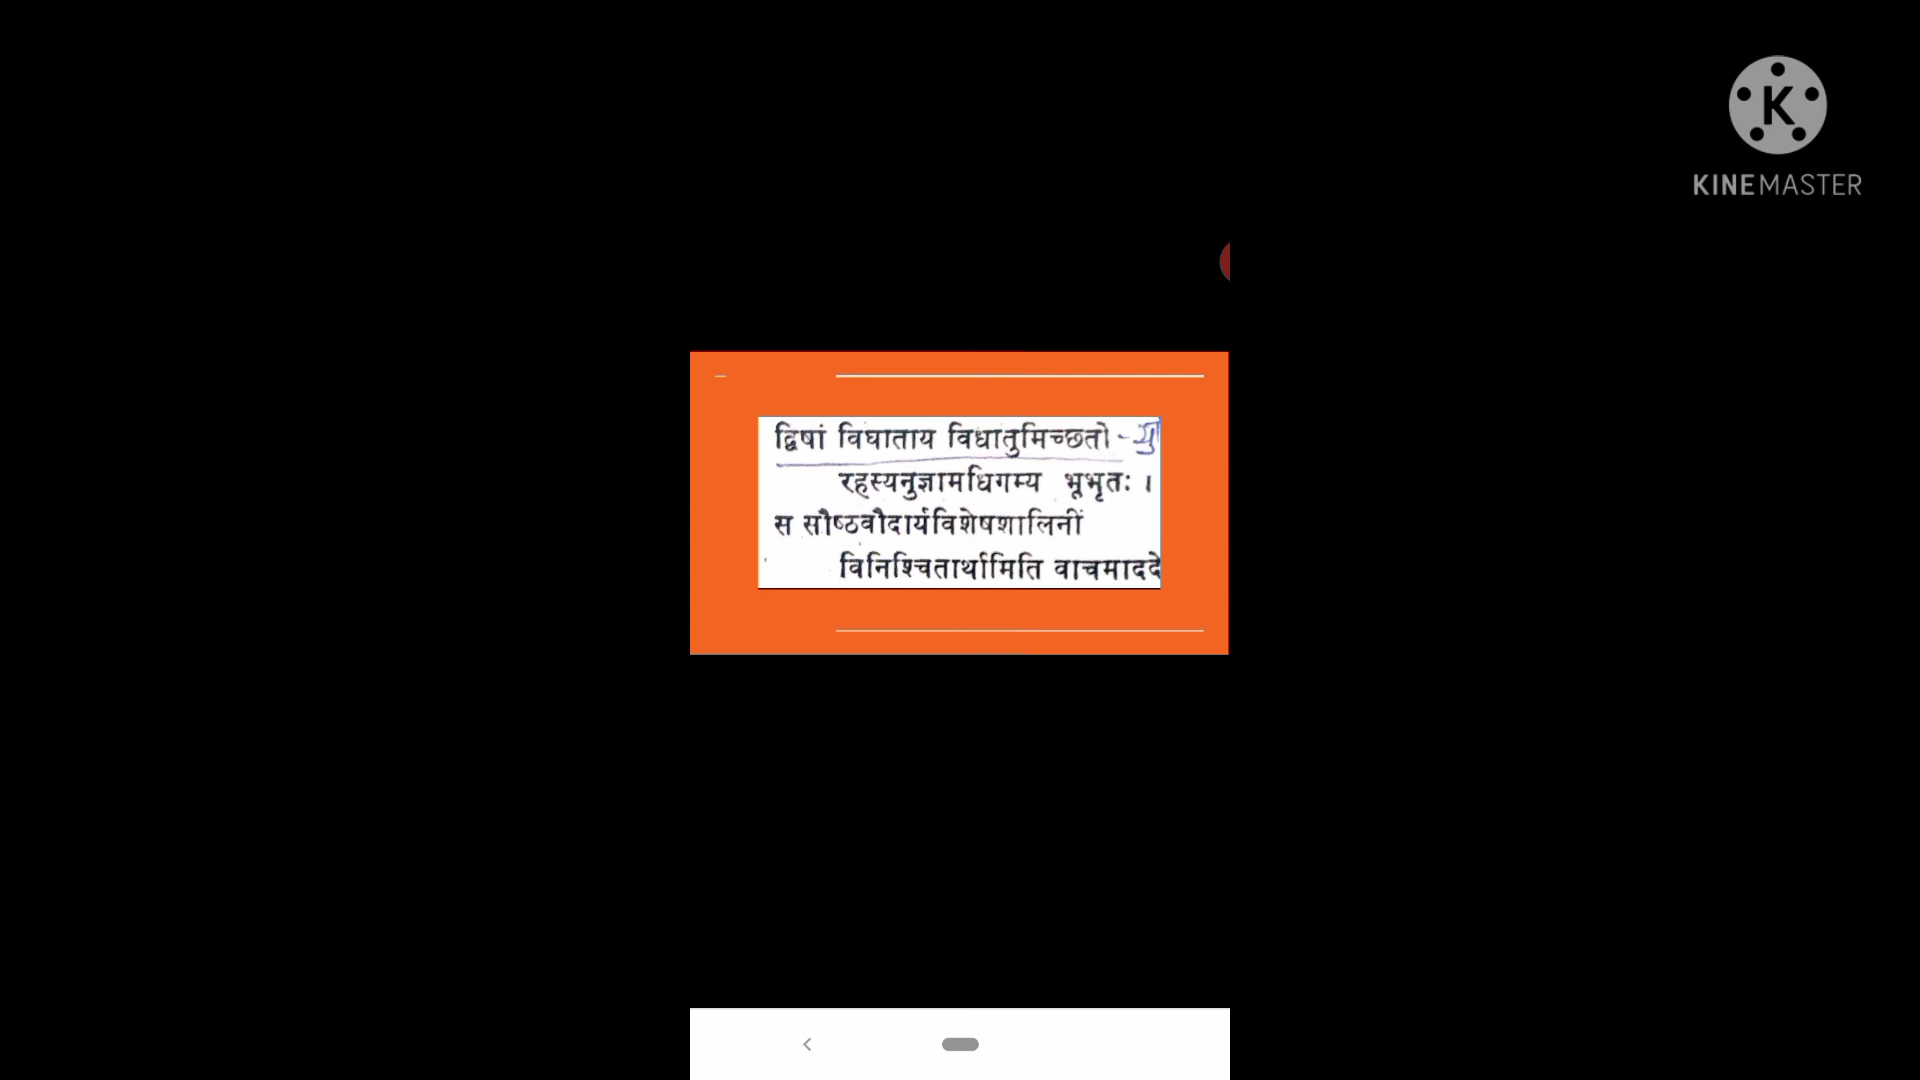 KINEMASTER
द्विषां विघाताय विधातुमिच्छतो - यु
रहस्यनुज्ञामधिगम्य भूभृतः ।
स सौष्ठवौदार्यविशेषशालिनीं
विनिश्चितार्थामिति वाचमाददे